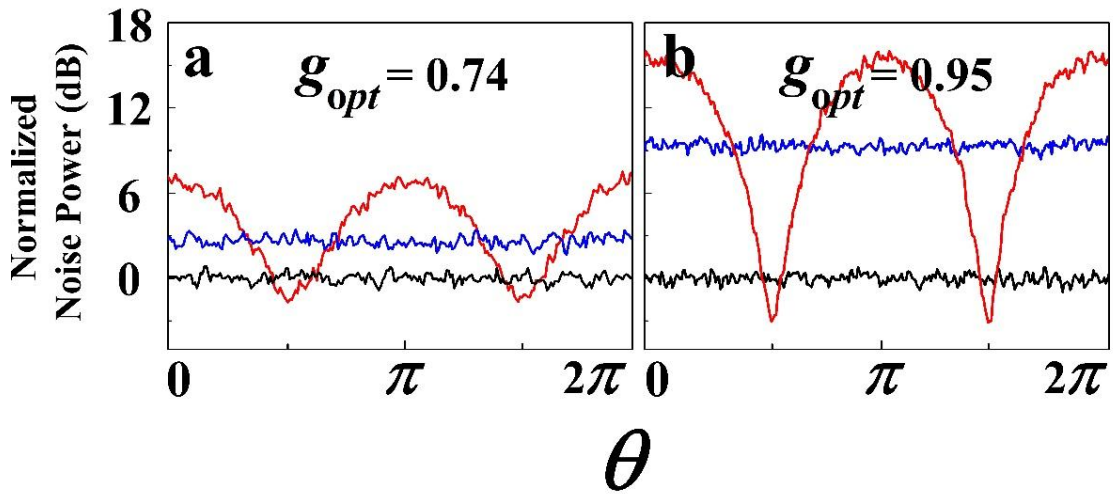 Normalized
Noise Power (dB)
18
12
6
0
a
g_opt = 0.74
b
g_opt = 0.95
0 π 2π
0 π 2π
θ